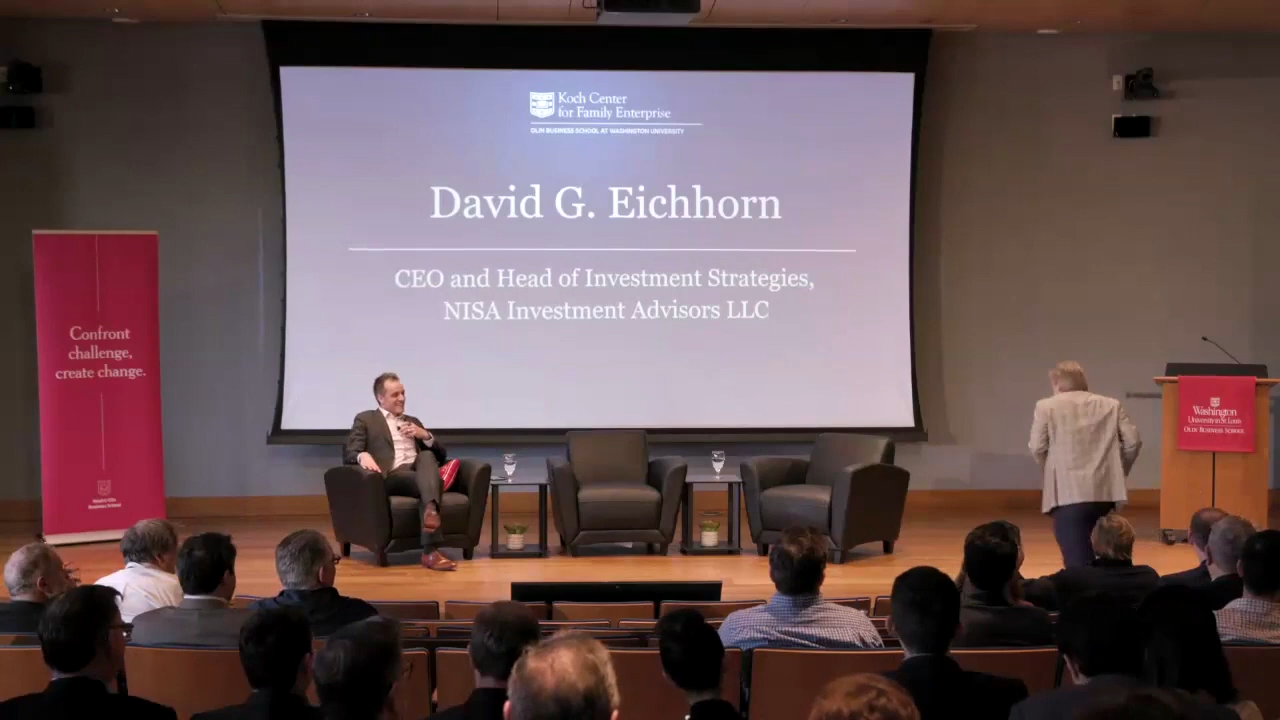 Koch Center
for Family Enterprise
OLIN BUSINESS SCHOOL AT WASHINGTON UNIVERSITY
David G. Eichhorn
CEO and Head of Investment Strategies,
NISA Investment Advisors LLC
Confront
challenge,
create change.
Washington
University in St. Louis
OLIN BUSINESS SCHOOL